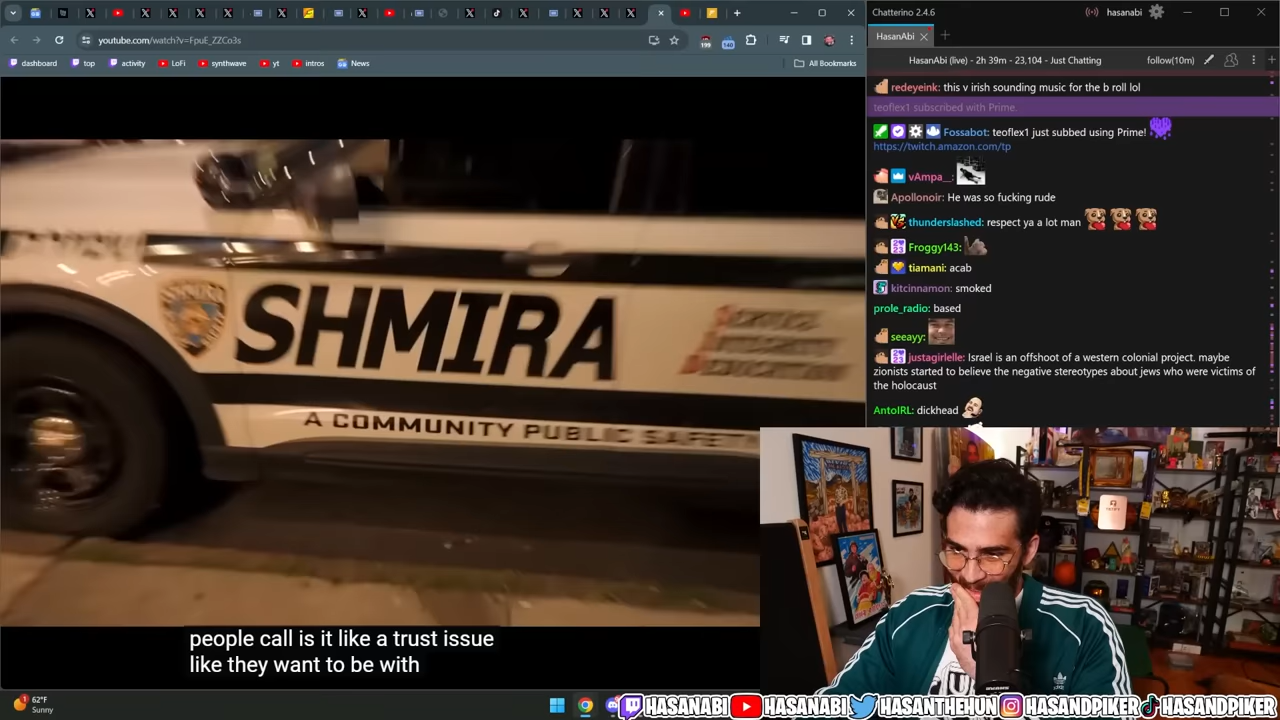 youtube.com/watch?v=FpuE_ZZCo3s
199
140
dashboard
top
activity
LoFi
synthwave
yt
intros
News
All Bookmarks
SHMIRA
A COMMUNITY PUBLIC SAFETY
people call is it like a trust issue
like they want to be with
Chatterino 2.4.6
hasanabi
HasanAbi
HasanAbi (live) - 2h 39m - 23,104 - Just Chatting
follow(10m)
redeyeink: this v irish sounding music for the b roll lol
teoflex1 subscribed with Prime.
Fossabot: teoflex1 just subbed using Prime!
https://twitch.amazon.com/tp
vAmpa__:
Apollonoir: He was so fucking rude
thunderslashed: respect ya a lot man
Froggy143:
tiamani: acab
kitcinnamon: smoked
prole_radio: based
seeayy:
justagirlelle: Israel is an offshoot of a western colonial project. maybe
zionists started to believe the negative stereotypes about jews who were victims of
the holocaust
AntoIRL: dickhead
62°F
Sunny
HASANABI
HASANABI
HASANTHEHUN
HASANDPIKER
HASANDPIKER